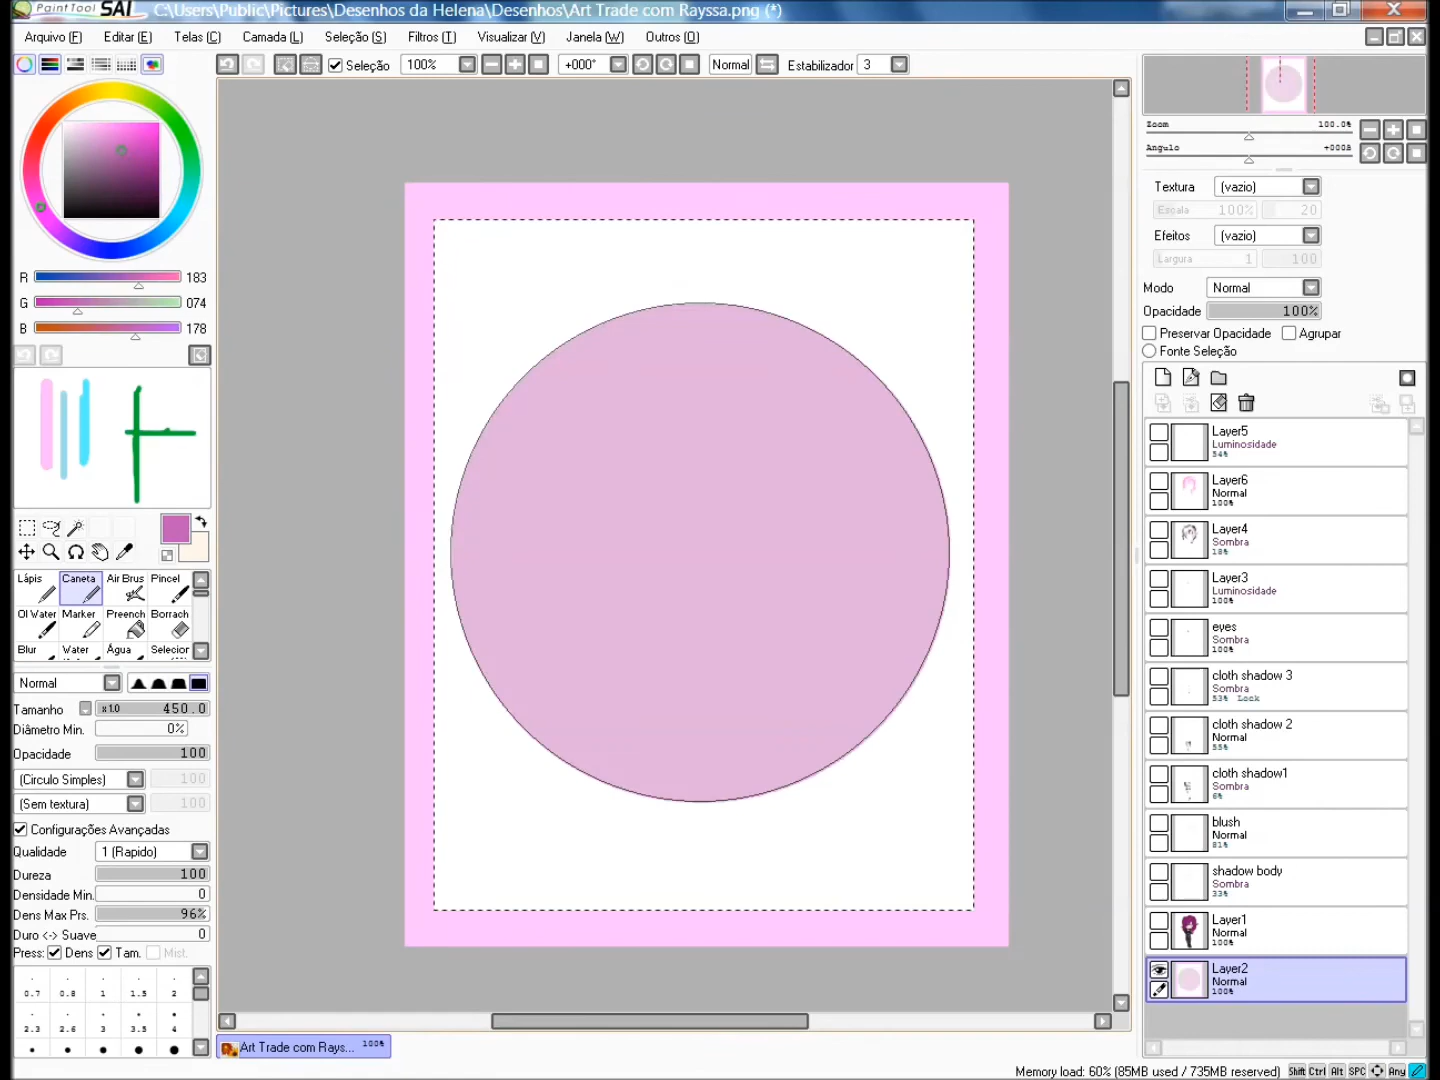 PaintTool SAI C:\Users\Public\Pictures\Desenhos da Helena\Desenhos\Art Trade com Rayssa.png (*)
Arquivo (F) Editar (E) Telas (C) Camada (L) Seleção (S) Filtros (T) Visualizar (V) Janela (W) Outros (O)
Seleção 100% +000° Normal Estabilizador 3
Zoom 100.0%
Angulo +000δ
Textura (vazio)
Escala 100% 20
Efeitos (vazio)
Largura 1 100
Modo Normal
Opacidade 100%
Preservar Opacidade Agrupar
Fonte Seleção
R 183
G 074
B 178
Layer5
Luminosidade
54%
Layer6
Normal
100%
Layer4
Sombra
18%
Layer3
Luminosidade
100%
eyes
Sombra
100%
cloth shadow 3
Sombra
53% Lock
cloth shadow 2
Normal
55%
cloth shadow1
Sombra
6%
blush
Normal
81%
shadow body
Sombra
33%
Layer1
Normal
100%
Layer2
Normal
100%
Lápis Caneta Air Brus Pincel
Ol Water Marker Preench Borrach
Blur Water Água Selecior
Normal
Tamanho x1.0 450.0
Diâmetro Min. 0%
Opacidade 100
(Circulo Simples) 100
(Sem textura) 100
Configurações Avançadas
Qualidade 1 (Rapido)
Dureza 100
Densidade Min. 0
Dens Max Prs. 96%
Duro <-> Suave 0
Press: Dens Tam. Mist.
0.7 0.8 1 1.5 2
2.3 2.6 3 3.5 4
Art Trade com Rays... 100%
Memory load: 60% (85MB used / 735MB reserved) Shift Ctrl Alt SPC Any